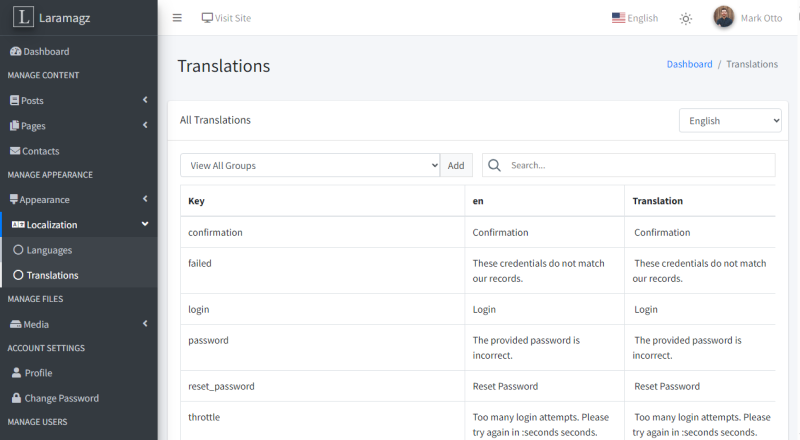 L Laramagz
Visit Site
English
Mark Otto
Dashboard
MANAGE CONTENT
Posts
Pages
Contacts
MANAGE APPEARANCE
Appearance
Localization
Languages
Translations
MANAGE FILES
Media
ACCOUNT SETTINGS
Profile
Change Password
MANAGE USERS
Translations
Dashboard / Translations
All Translations
English
View All Groups
Add
Search...
Key en Translation
confirmation Confirmation Confirmation
failed These credentials do not match These credentials do not match
our records. our records.
login Login Login
password The provided password is The provided password is
incorrect. incorrect.
reset_password Reset Password Reset Password
throttle Too many login attempts. Please Too many login attempts. Please
try again in :seconds seconds. try again in :seconds seconds.